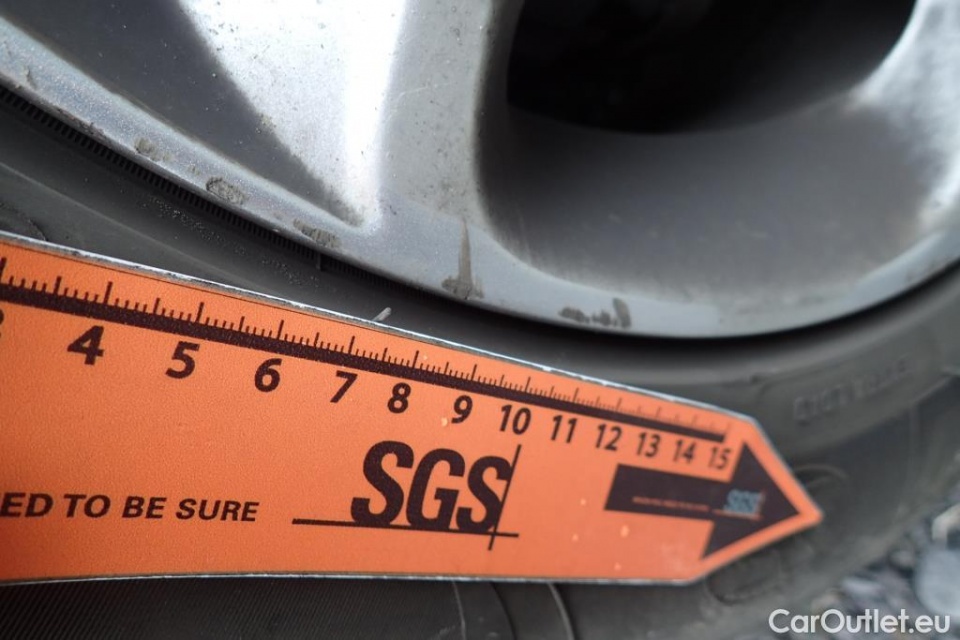 4 5 6 7 8 9 10 11 12 13 14 15
ED TO BE SURE
SGS
SGS
CarOutlet.eu